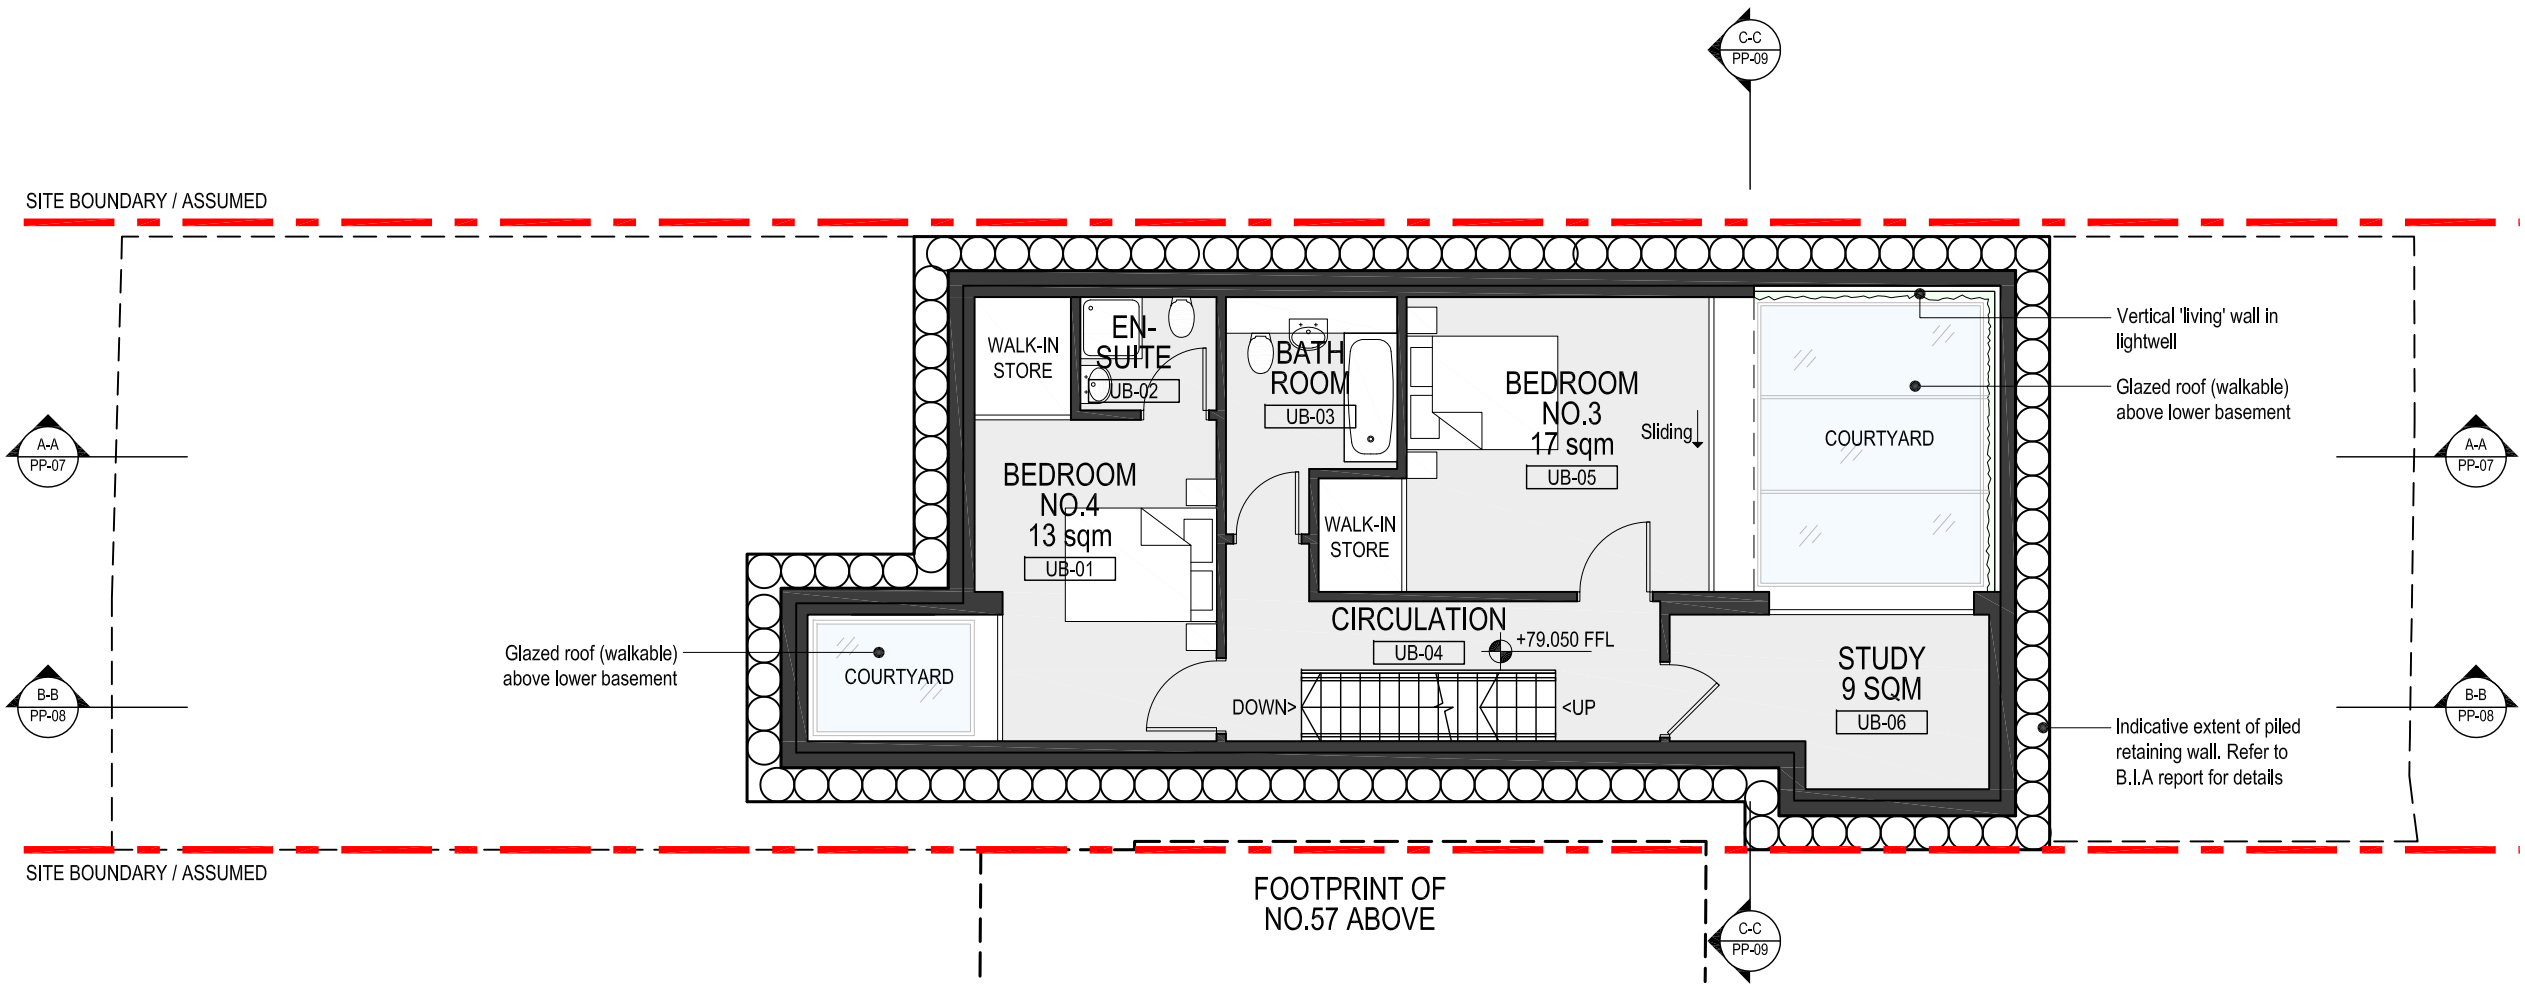 C-C
PP-09
SITE BOUNDARY / ASSUMED
WALK-IN
STORE
EN-
SUITE
UB-02
BATH
ROOM
UB-03
BEDROOM
NO.3
17 sqm
UB-05
Sliding
COURTYARD
Vertical 'living' wall in
lightwell
Glazed roof (walkable)
above lower basement
A-A
PP-07
A-A
PP-07
BEDROOM
NO.4
13 sqm
UB-01
WALK-IN
STORE
CIRCULATION
UB-04
+79.050 FFL
Glazed roof (walkable)
above lower basement
COURTYARD
DOWN>
<UP
STUDY
9 SQM
UB-06
B-B
PP-08
B-B
PP-08
Indicative extent of piled
retaining wall. Refer to
B.I.A report for details
SITE BOUNDARY / ASSUMED
FOOTPRINT OF
NO.57 ABOVE
C-C
PP-09